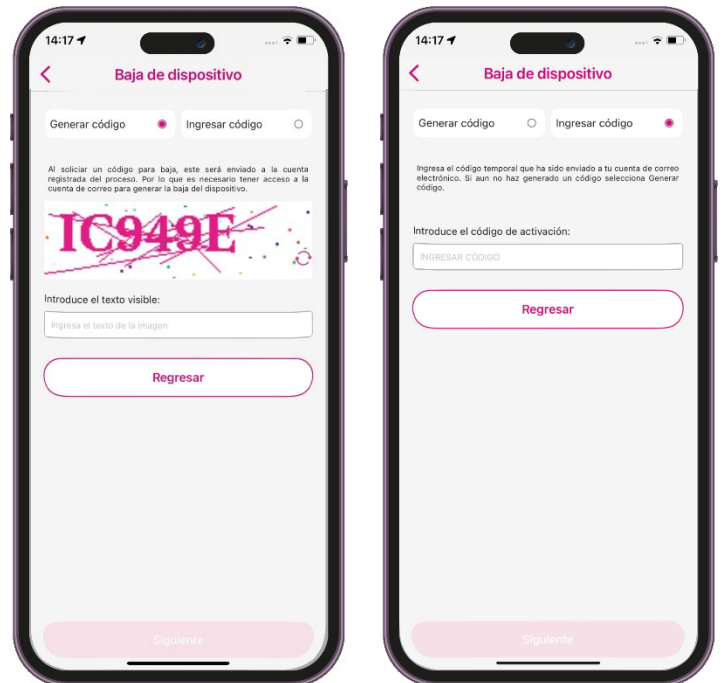 14:17
Baja de dispositivo
Generar código
Ingresar código
Al soliciar un código para baja, este será enviado a la cuenta
registrada del proceso. Por lo que es necesario tener acceso a la
cuenta de correo para generar la baja del dispositivo.
IC949E
Introduce el texto visible:
Ingresa el texto de la imagen
Regresar
Siguiente
14:17
Baja de dispositivo
Generar código
Ingresar código
Ingresa el código temporal que ha sido enviado a tu cuenta de correo
electrónico. Si aun no haz generado un código selecciona Generar
código.
Introduce el código de activación:
INGRESAR CÓDIGO
Regresar
Siguiente